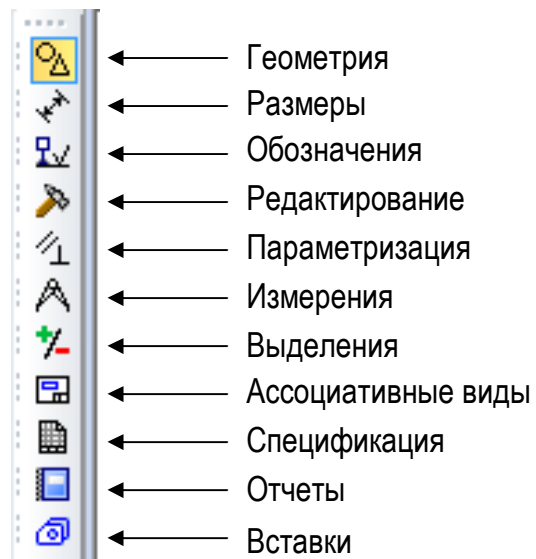 Геометрия
Размеры
Обозначения
Редактирование
Параметризация
Измерения
Выделения
Ассоциативные виды
Спецификация
Отчеты
Вставки